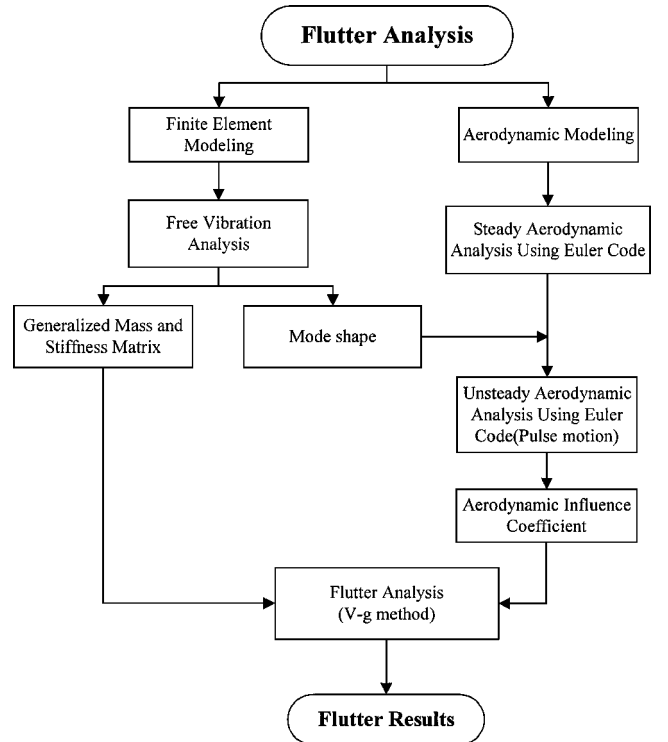 Flutter Analysis
Finite Element
Modeling
Aerodynamic Modeling
Free Vibration
Analysis
Steady Aerodynamic
Analysis Using Euler Code
Generalized Mass and
Stiffness Matrix
Mode shape
Unsteady Aerodynamic
Analysis Using Euler
Code(Pulse motion)
Aerodynamic Influence
Coefficient
Flutter Analysis
(V-g method)
Flutter Results